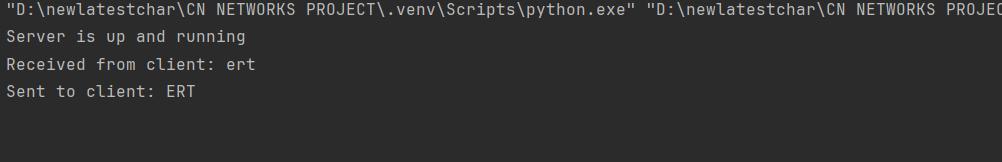 "D:\newlatestchar\CN NETWORKS PROJECT\.venv\Scripts\python.exe" "D:\newlatestchar\CN NETWORKS PROJEC
Server is up and running
Received from client: ert
Sent to client: ERT